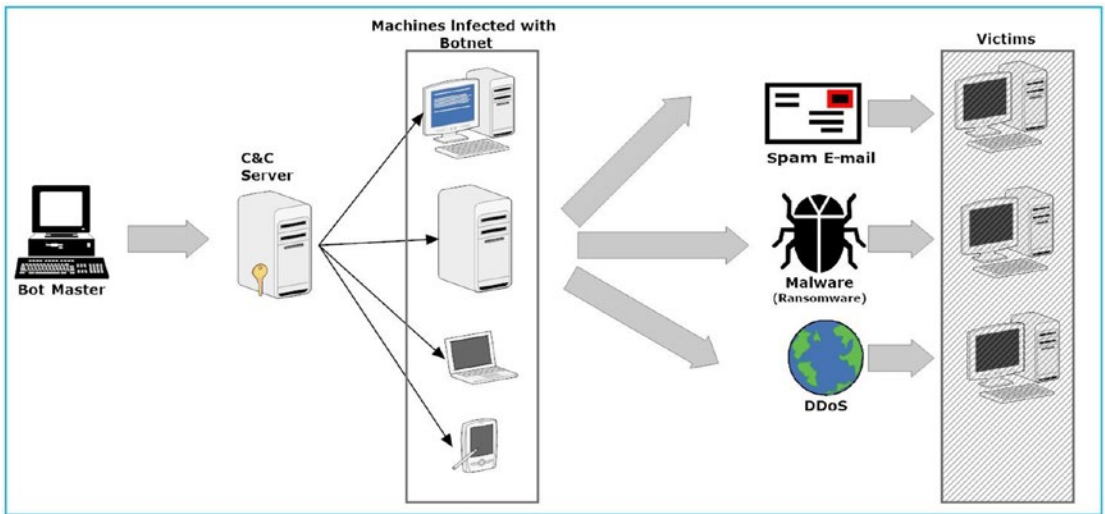 Machines Infected with
Botnet
Victims
C&C
Server
Bot Master
Spam E-mail
Malware
(Ransomware)
DDoS